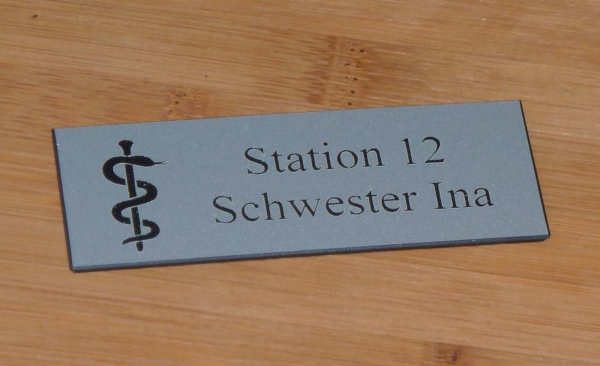 Station 12
Schwester Ina